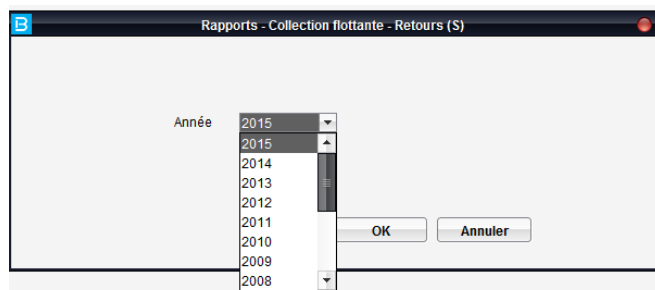 B
Rapports - Collection flottante - Retours (S)
Année 2015
2015
2014
2013
2012
2011
2010
2009
2008
OK Annuler